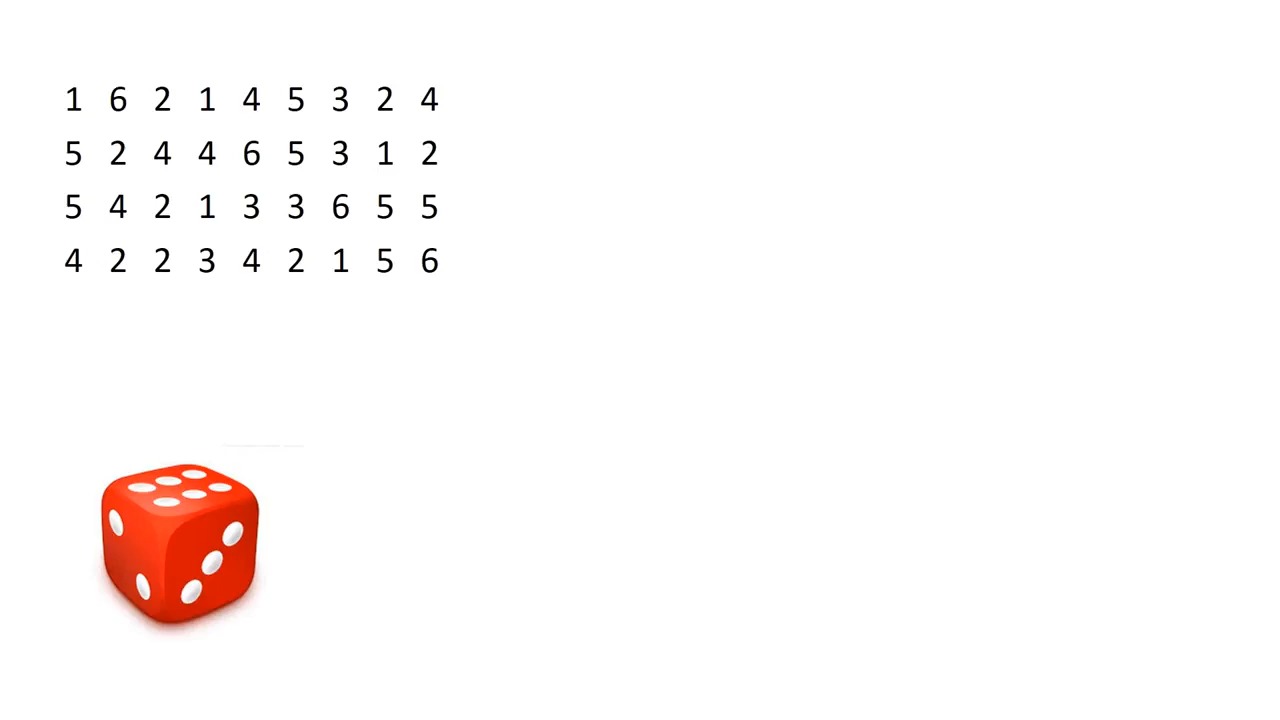 1 6 2 1 4 5 3 2 4
5 2 4 4 6 5 3 1 2
5 4 2 1 3 3 6 5 5
4 2 2 3 4 2 1 5 6